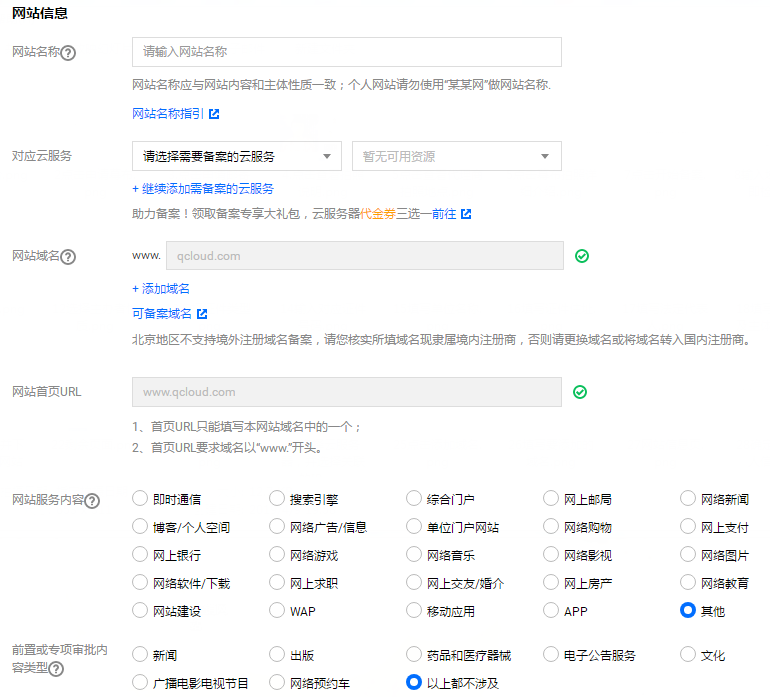 网站信息
网站名称?
请输入网站名称
网站名称应与网站内容和主体性质一致；个人网站请勿使用“某某网”做网站名称.
网站名称指引
对应云服务 请选择需要备案的云服务 暂无可用资源
+ 继续添加需备案的云服务
助力备案！领取备案专享大礼包，云服务器代金券三选一前往
网站域名? www. qcloud.com
+ 添加域名
可备案域名
北京地区不支持境外注册域名备案，请您核实所填域名现隶属境内注册商，否则请更换域名或将域名转入国内注册商。
网站首页URL www.qcloud.com
1、首页URL只能填写本网站域名中的一个；
2、首页URL要求域名以“www.”开头。
网站服务内容? 即时通信 搜索引擎 综合门户 网上邮局 网络新闻
博客/个人空间 网络广告/信息 单位门户网站 网络购物 网上支付
网上银行 网络游戏 网络音乐 网络影视 网络图片
网络软件/下载 网上求职 网上交友/婚介 网上房产 网络教育
网站建设 WAP 移动应用 APP 其他
前置或专项审批内容类型? 新闻 出版 药品和医疗器械 电子公告服务 文化
广播电影电视节目 网络预约车 以上都不涉及